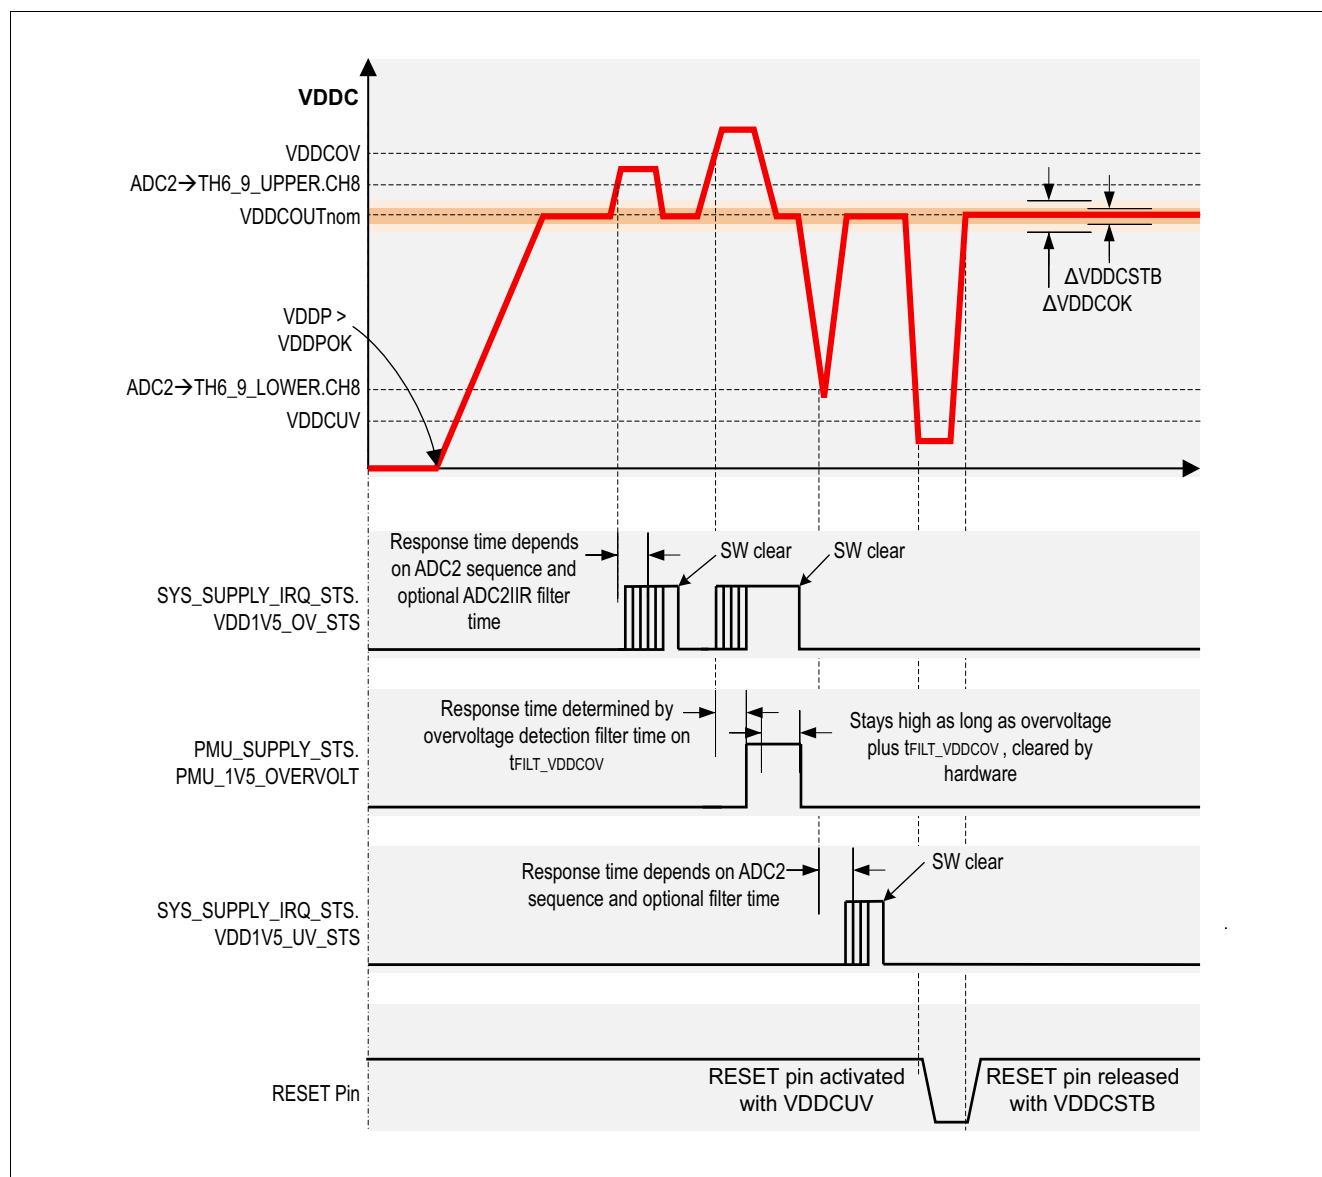 VDDC
VDDCOV
ADC2→TH6_9_UPPER.CH8
VDDCOUTnom
ΔVDDCSTB
ΔVDDCOK
VDDP >
VDDPOK
ADC2→TH6_9_LOWER.CH8
VDDCUV
Response time depends
on ADC2 sequence and
optional ADC2IIR filter
time
SW clear
SW clear
SYS_SUPPLY_IRQ_STS.
VDD1V5_OV_STS
Response time determined by
overvoltage detection filter time on
tFILT_VDDCOV
Stays high as long as overvoltage
plus tFILT_VDDCOV , cleared by
hardware
PMU_SUPPLY_STS.
PMU_1V5_OVERVOLT
Response time depends on ADC2
sequence and optional filter time
SW clear
SYS_SUPPLY_IRQ_STS.
VDD1V5_UV_STS
RESET Pin
RESET pin activated
with VDDCUV
RESET pin released
with VDDCSTB